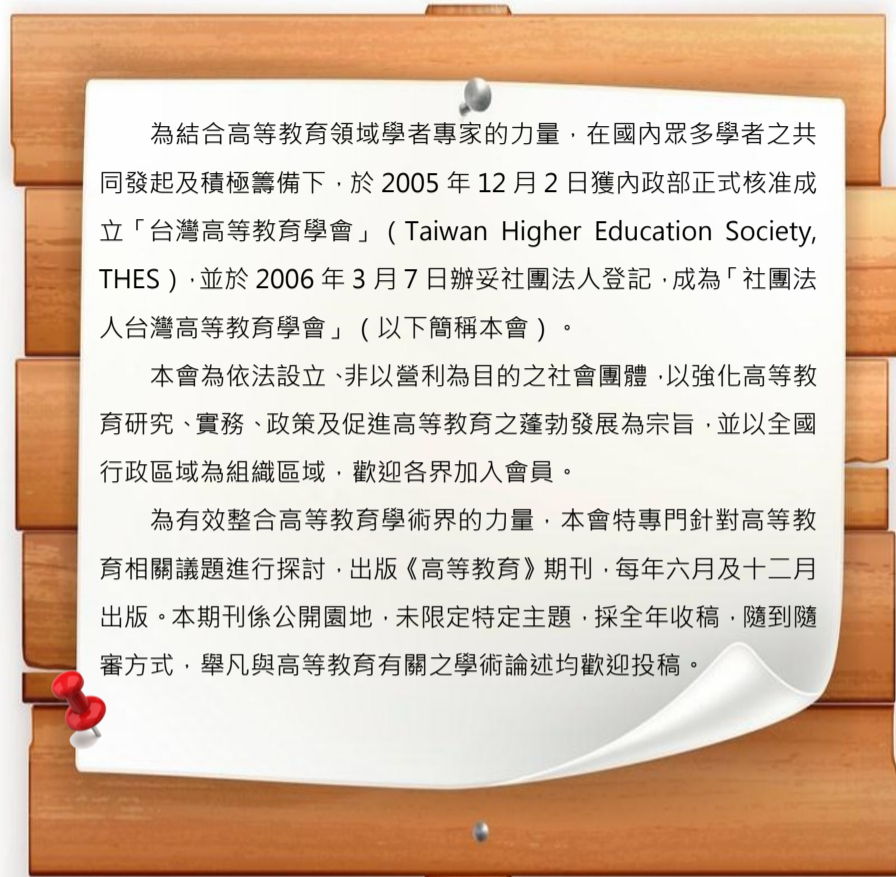 為結合高等教育領域學者專家的力量，在國內眾多學者之共
同發起及積極籌備下，於 2005 年 12 月 2 日獲內政部正式核准成
立「台灣高等教育學會」（Taiwan Higher Education Society,
THES），並於 2006 年 3 月 7 日辦妥社團法人登記，成為「社團法
人台灣高等教育學會」（以下簡稱本會）。
本會為依法設立、非以營利為目的之社會團體，以強化高等教
育研究、實務、政策及促進高等教育之蓬勃發展為宗旨，並以全國
行政區域為組織區域，歡迎各界加入會員。
為有效整合高等教育學術界的力量，本會特專門針對高等教
育相關議題進行探討，出版《高等教育》期刊，每年六月及十二月
出版。本期刊係公開園地，未限定特定主題，採全年收稿，隨到隨
審方式，舉凡與高等教育有關之學術論述均歡迎投稿。